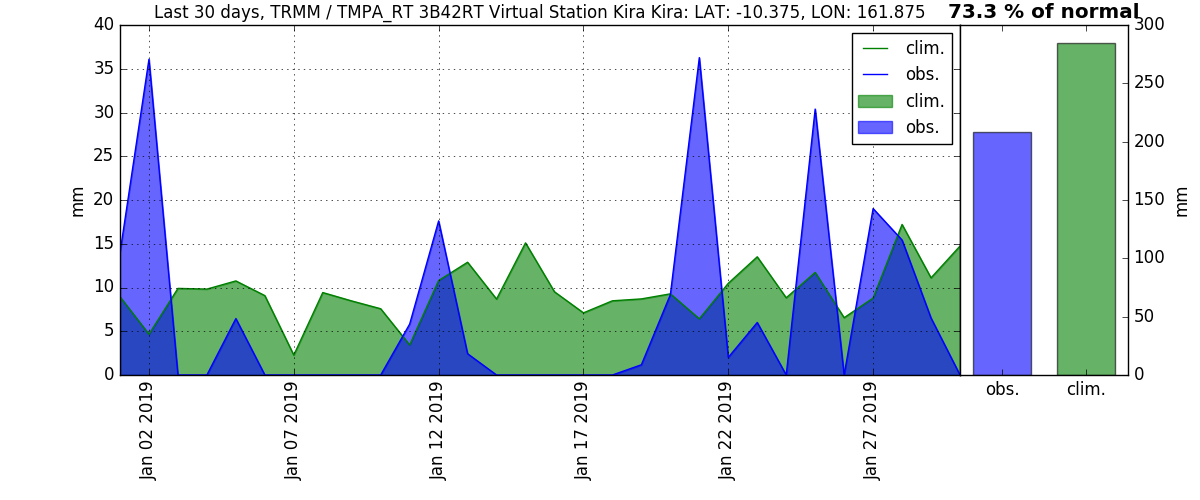 Last 30 days, TRMM / TMPA_RT 3B42RT Virtual Station Kira Kira: LAT: -10.375, LON: 161.875
73.3 % of normal
40
35
30
25
20
15
10
5
0
mm
clim.
obs.
clim.
obs.
Jan 02 2019
Jan 07 2019
Jan 12 2019
Jan 17 2019
Jan 22 2019
Jan 27 2019
300
250
200
150
100
50
0
mm
obs.
clim.